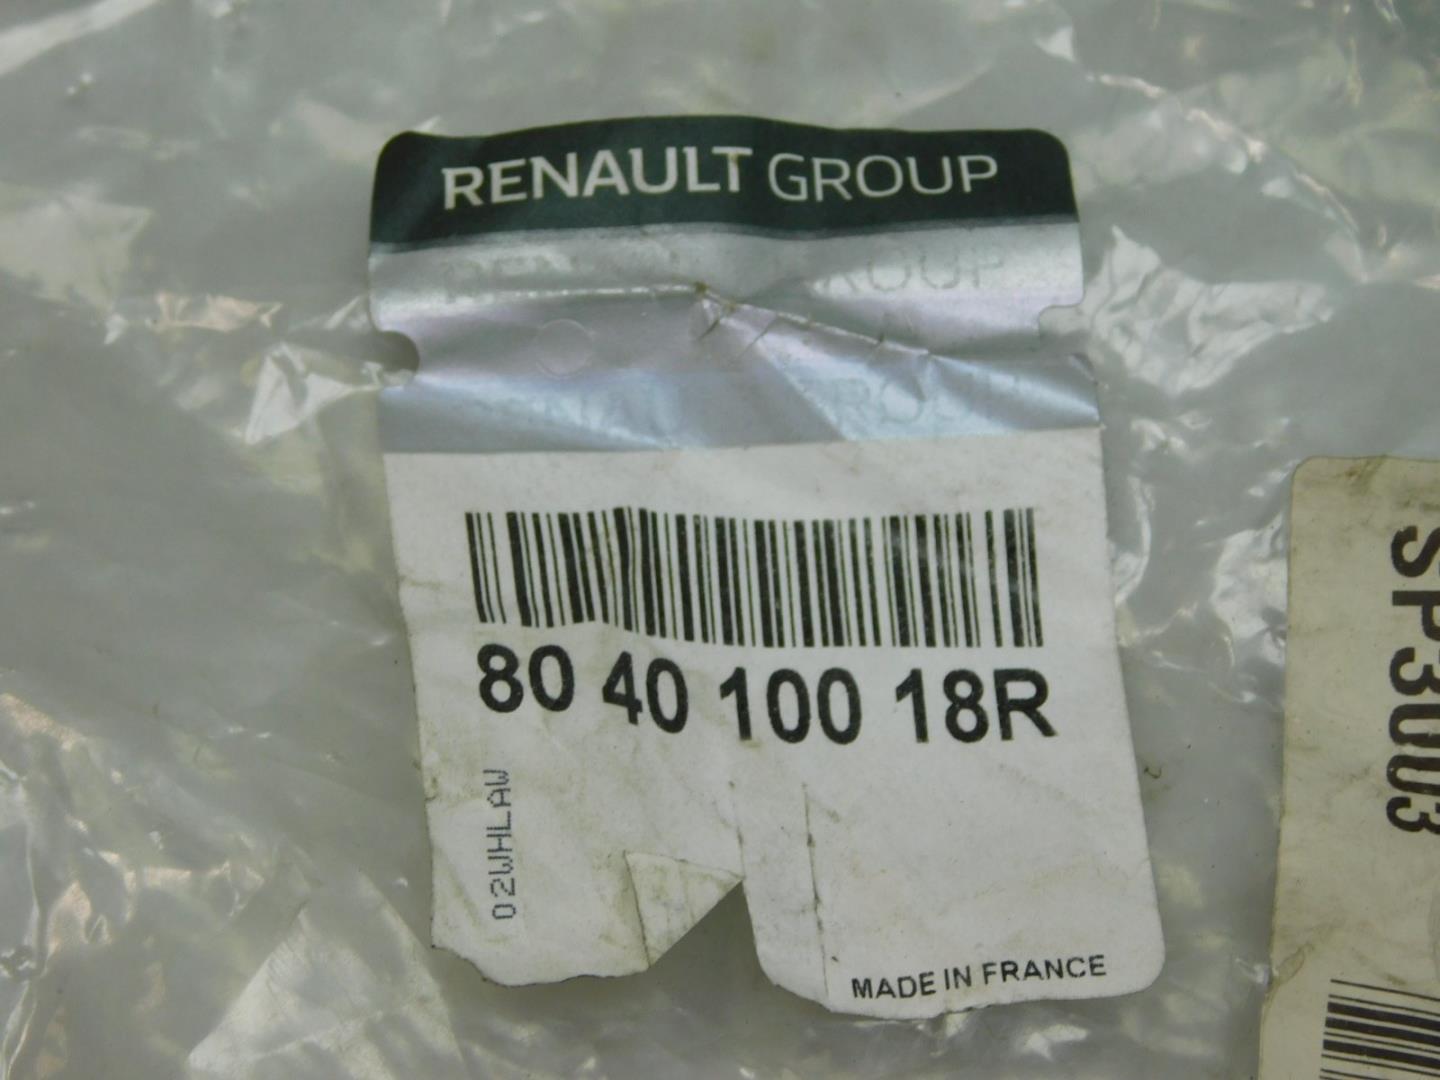 RENAULT GROUP
80 40 100 18R
02WHLAW
MADE IN FRANCE
SP3003